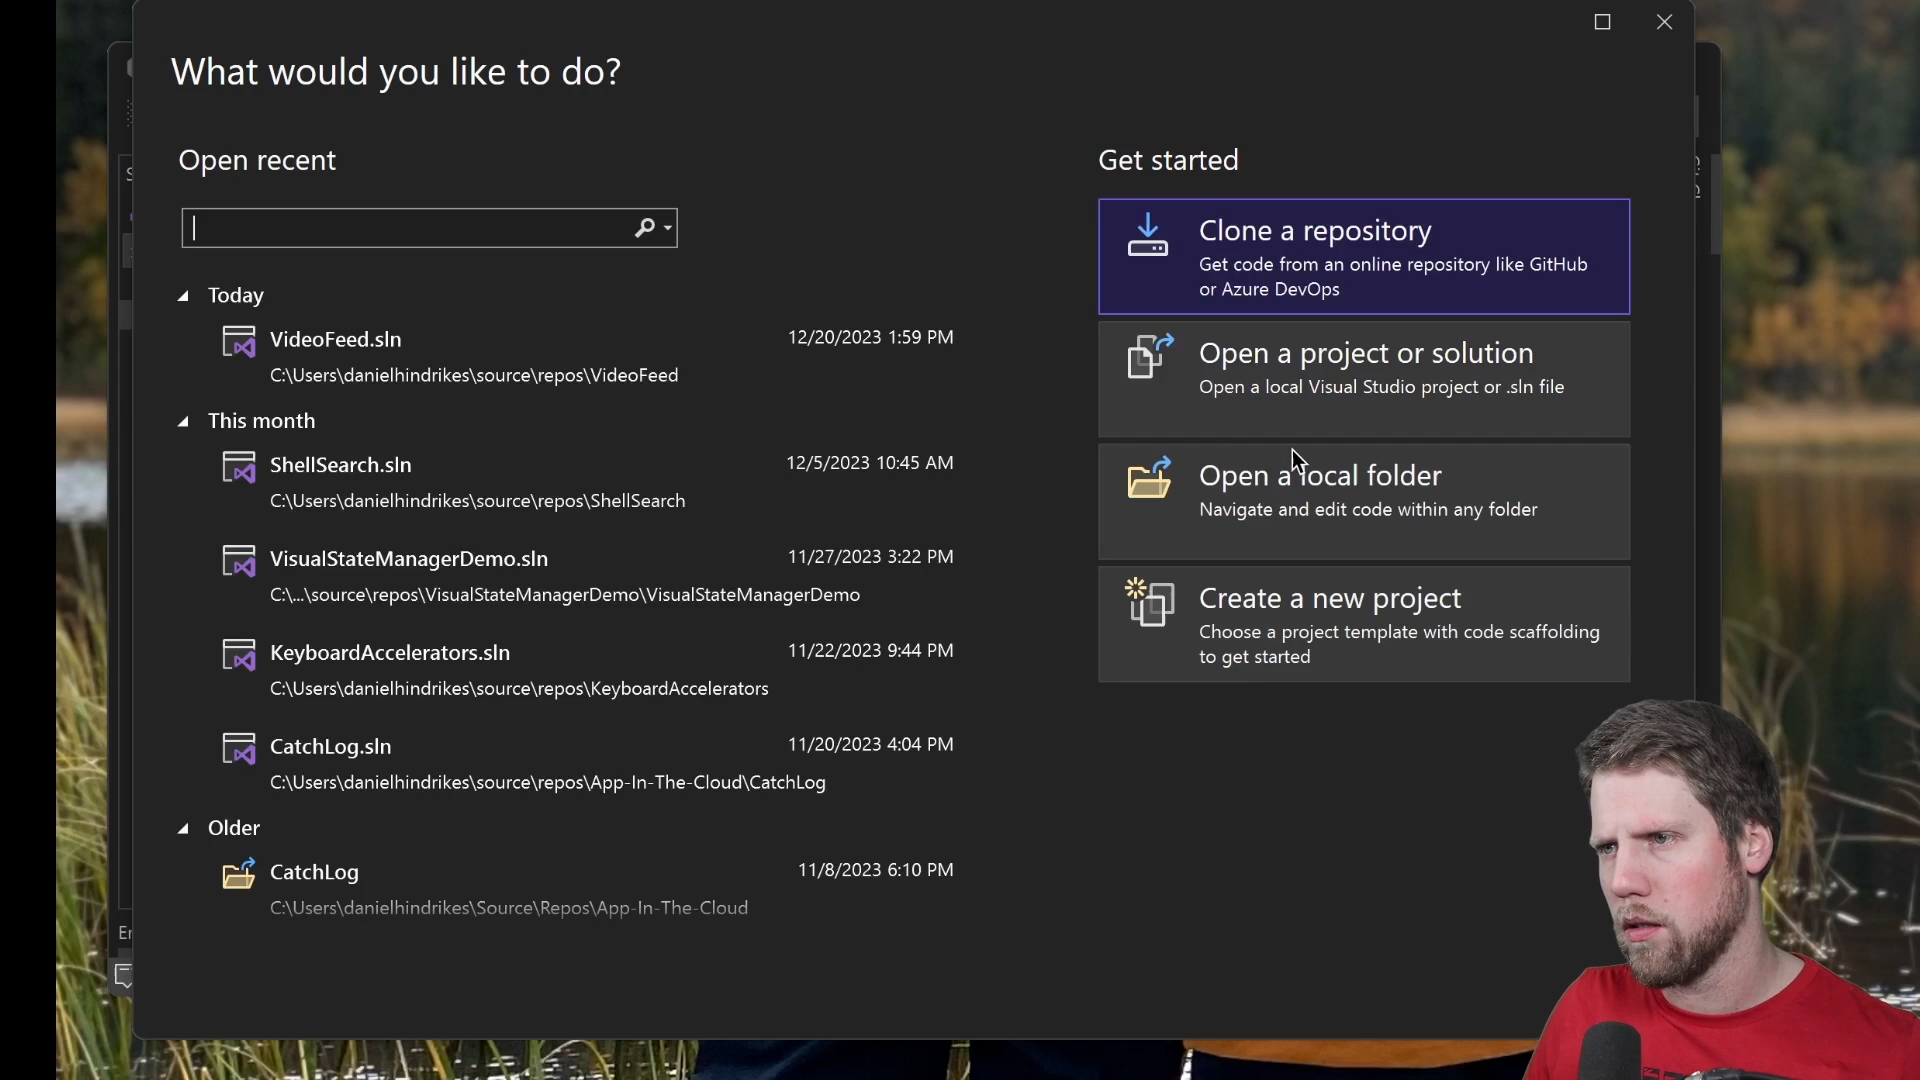 What would you like to do?
Open recent
Today
VideoFeed.sln
12/20/2023 1:59 PM
C:\Users\danielhindrikes\source\repos\VideoFeed
This month
ShellSearch.sln
12/5/2023 10:45 AM
C:\Users\danielhindrikes\source\repos\ShellSearch
VisualStateManagerDemo.sln
11/27/2023 3:22 PM
C:\...\source\repos\VisualStateManagerDemo\VisualStateManagerDemo
KeyboardAccelerators.sln
11/22/2023 9:44 PM
C:\Users\danielhindrikes\source\repos\KeyboardAccelerators
CatchLog.sln
11/20/2023 4:04 PM
C:\Users\danielhindrikes\source\repos\App-In-The-Cloud\CatchLog
Older
CatchLog
11/8/2023 6:10 PM
C:\Users\danielhindrikes\Source\Repos\App-In-The-Cloud
Get started
Clone a repository
Get code from an online repository like GitHub
or Azure DevOps
Open a project or solution
Open a local Visual Studio project or .sln file
Open a local folder
Navigate and edit code within any folder
Create a new project
Choose a project template with code scaffolding
to get started